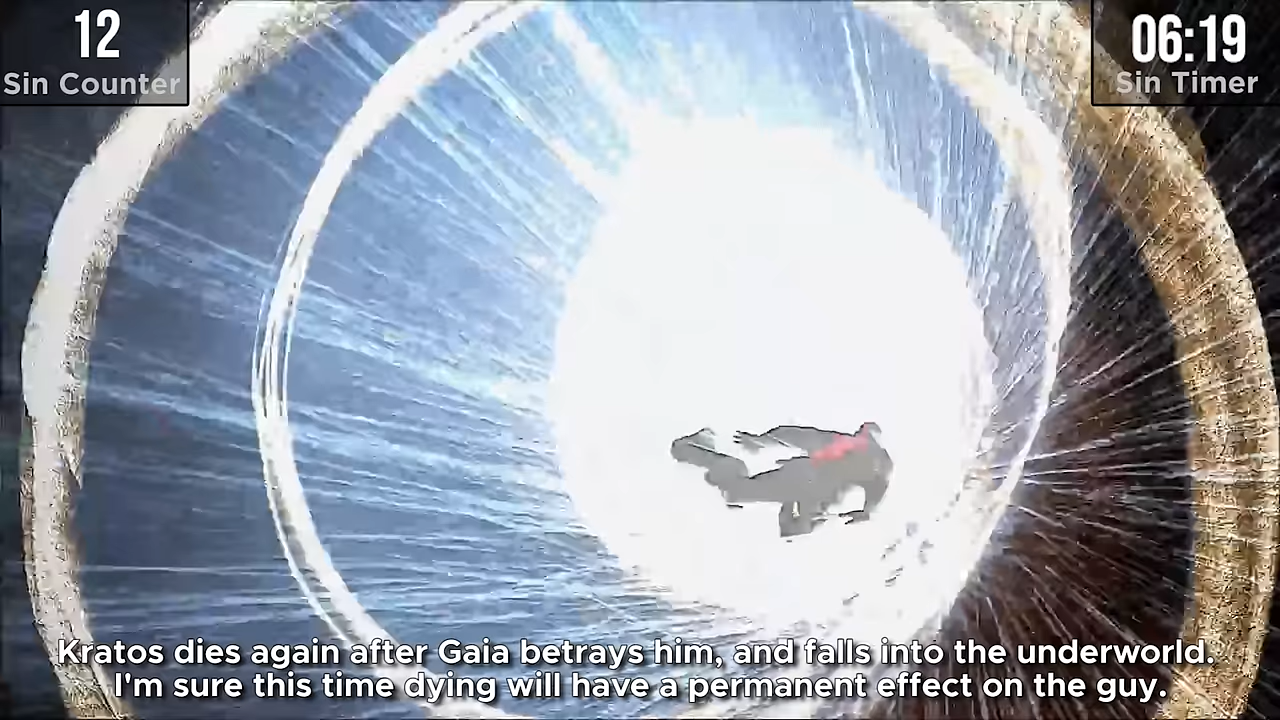 12
Sin Counter
06:19
Sin Timer
Kratos dies again after Gaia betrays him, and falls into the underworld.
I'm sure this time dying will have a permanent effect on the guy.